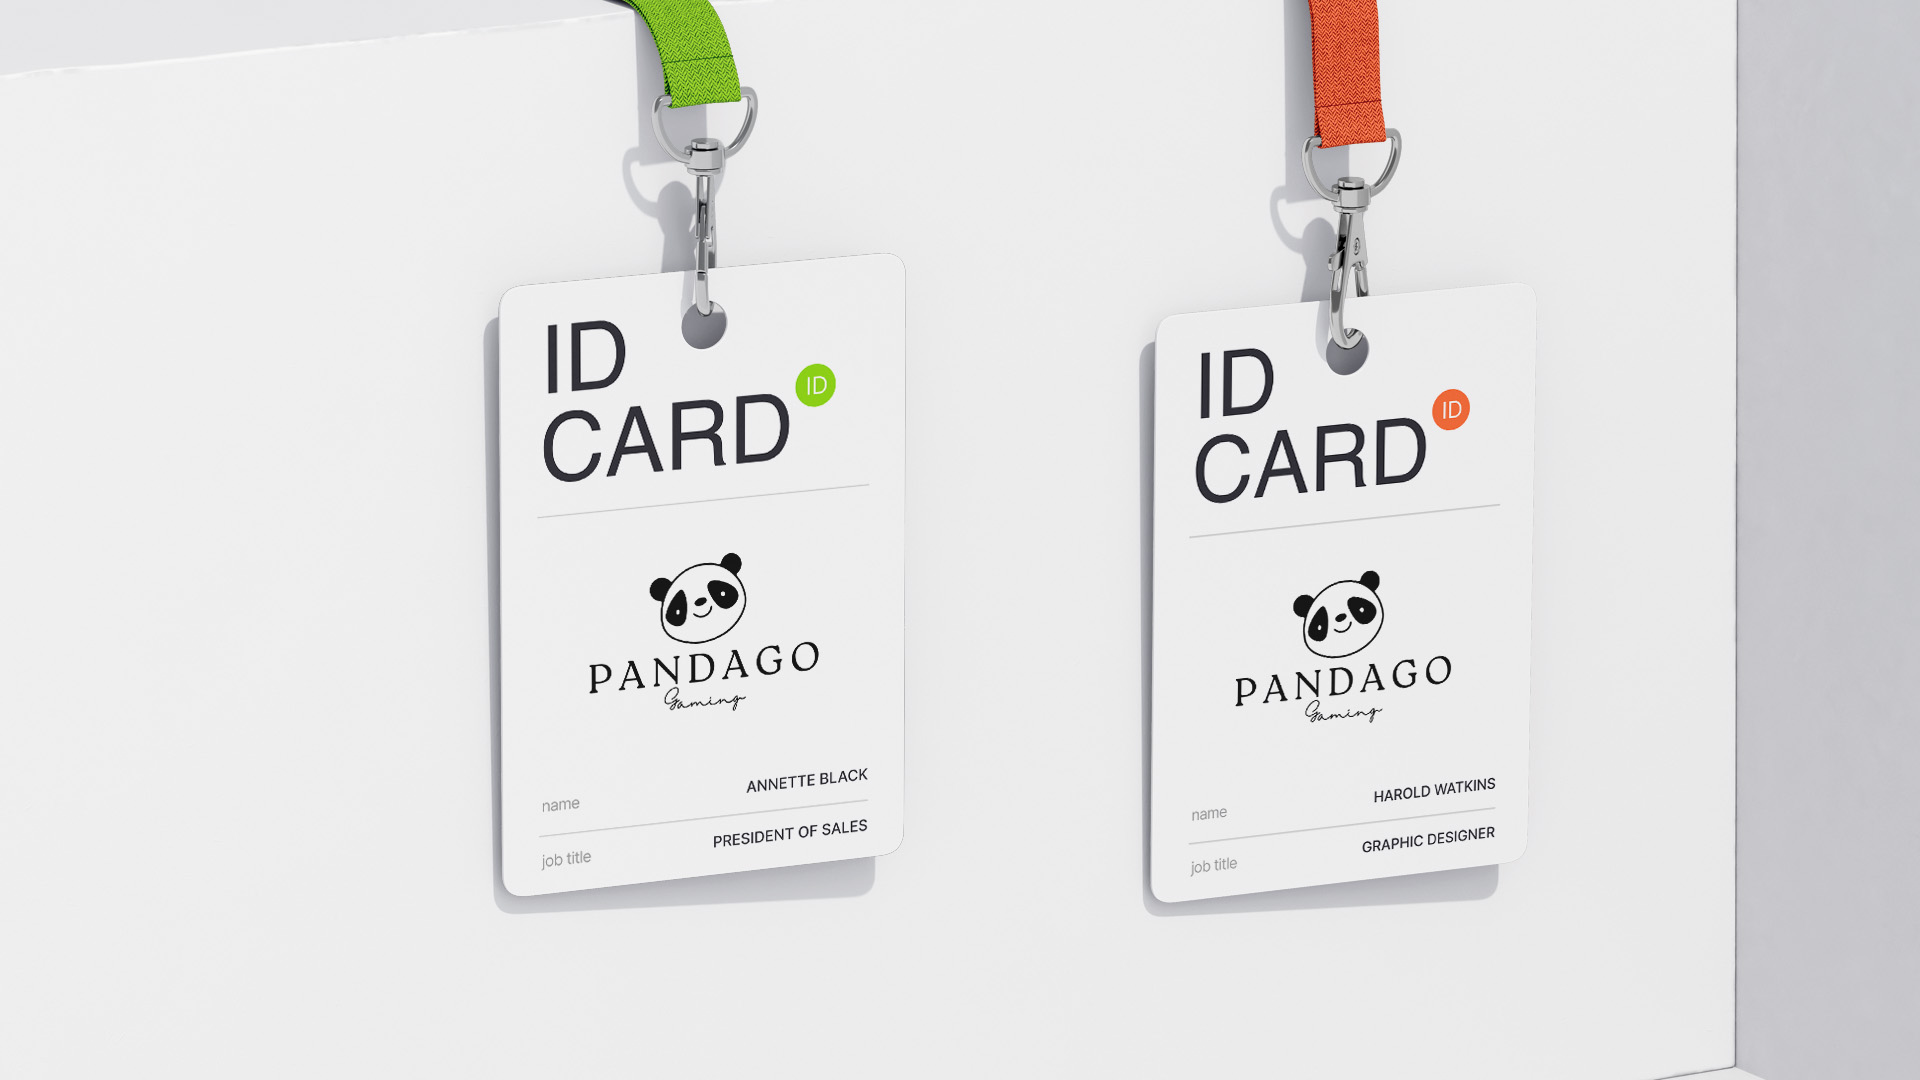 ID
CARD
ID
PANDAGO
Gaming
name
ANNETTE BLACK
job title
PRESIDENT OF SALES
ID
CARD
ID
PANDAGO
Gaming
name
HAROLD WATKINS
job title
GRAPHIC DESIGNER